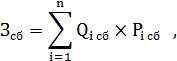 З_сб = ∑_{i=1}^{n} Q_{i сб} × P_{i сб} ,